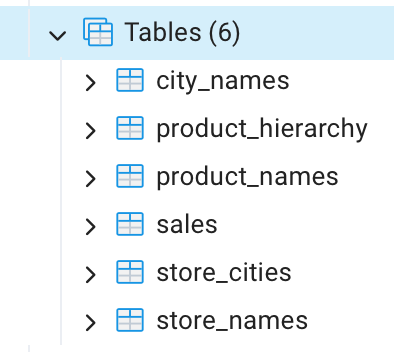 Tables (6)
city_names
product_hierarchy
product_names
sales
store_cities
store_names